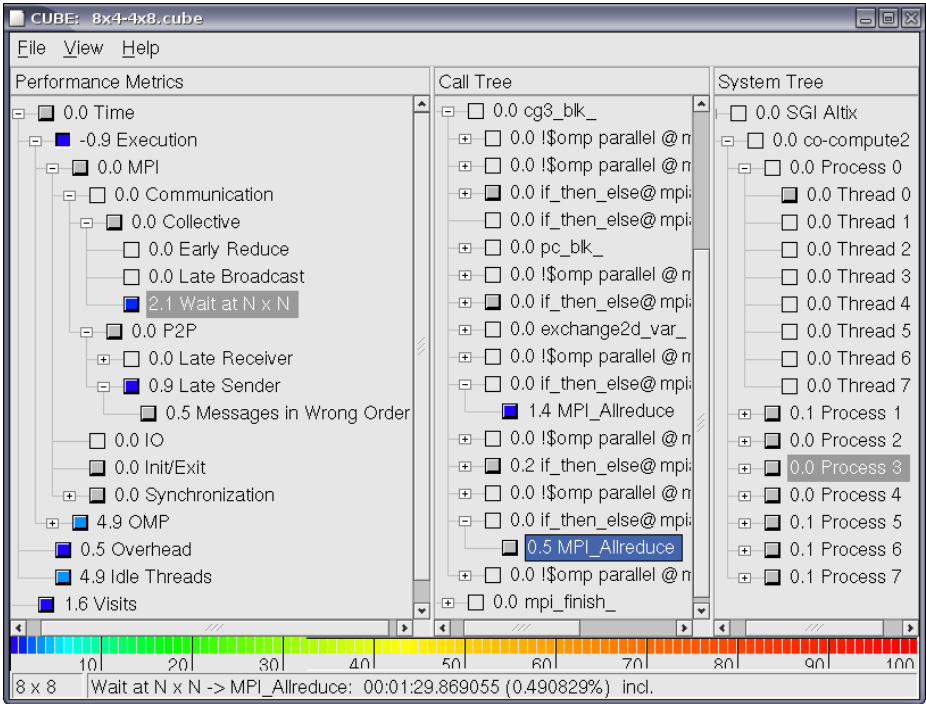 CUBE: 8x4-4x8.cube
File View Help
Performance Metrics
0.0 Time
-0.9 Execution
0.0 MPI
0.0 Communication
0.0 Collective
0.0 Early Reduce
0.0 Late Broadcast
2.1 Wait at N x N
0.0 P2P
0.0 Late Receiver
0.9 Late Sender
0.5 Messages in Wrong Order
0.0 IO
0.0 Init/Exit
0.0 Synchronization
4.9 OMP
0.5 Overhead
4.9 Idle Threads
1.6 Visits
Call Tree
0.0 cg3_blk_
0.0 !$omp parallel @
0.0 !$omp parallel @
0.0 if_then_else@ mpi
0.0 if_then_else@ mpi
0.0 pc_blk_
0.0 !$omp parallel @
0.0 if_then_else@ mpi
0.0 exchange2d_var_
0.0 !$omp parallel @
0.0 if_then_else@ mpi
1.4 MPI_Allreduce
0.0 !$omp parallel @
0.2 if_then_else@ mpi
0.0 !$omp parallel @
0.0 if_then_else@ mpi
0.5 MPI_Allreduce
0.0 !$omp parallel @
0.0 mpi_finish_
System Tree
0.0 SGI Altix
0.0 co-compute2
0.0 Process 0
0.0 Thread 0
0.0 Thread 1
0.0 Thread 2
0.0 Thread 3
0.0 Thread 4
0.0 Thread 5
0.0 Thread 6
0.0 Thread 7
0.1 Process 1
0.0 Process 2
0.0 Process 3
0.0 Process 4
0.1 Process 5
0.1 Process 6
0.1 Process 7
10 20 30 40 50 60 70 80 90 100
8 x 8 Wait at N x N -> MPI_Allreduce: 00:01:29.869055 (0.490829%) incl.